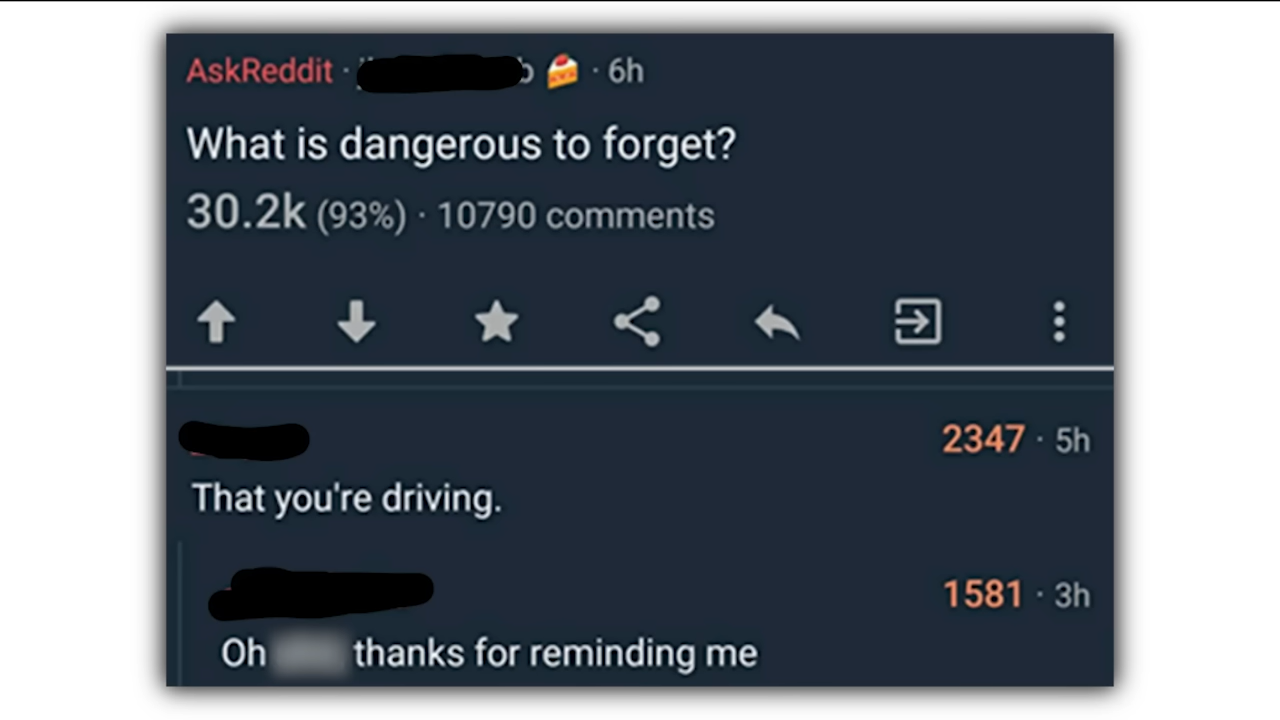 AskReddit · · 6h
What is dangerous to forget?
30.2k (93%) · 10790 comments
2347 · 5h
That you're driving.
1581 · 3h
Oh thanks for reminding me